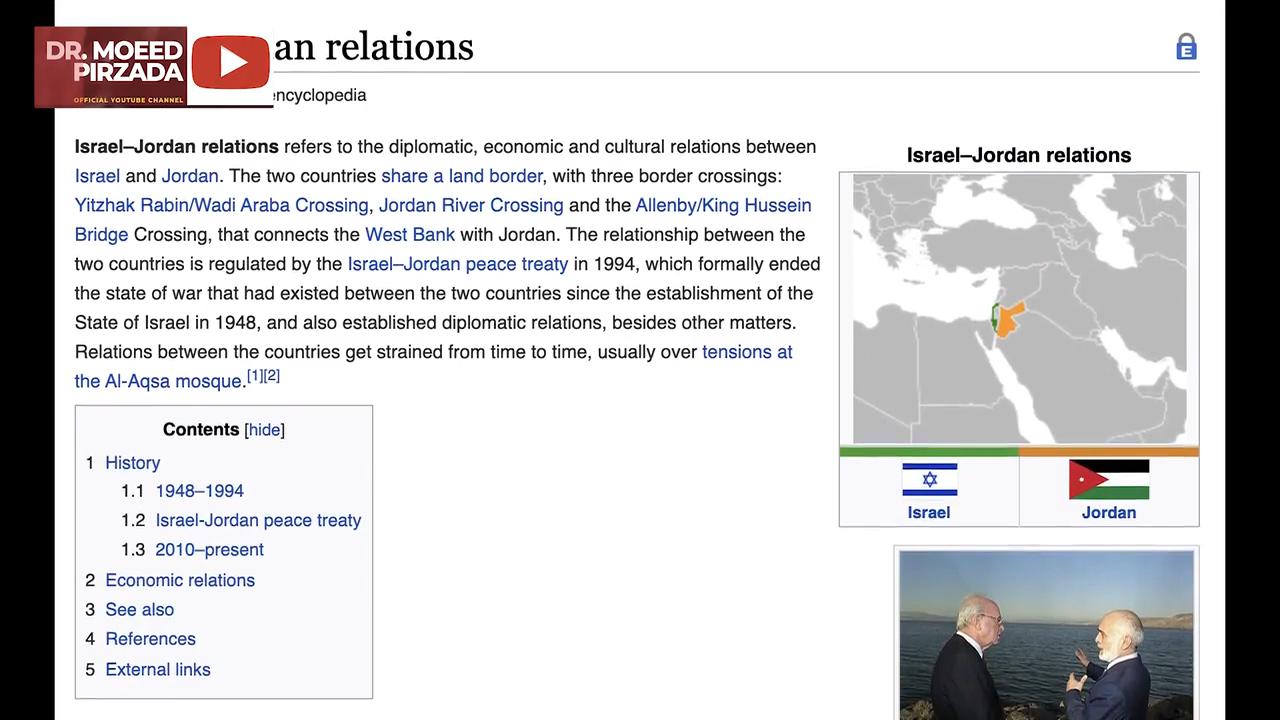 DR. MOEED
PIRZADA
OFFICIAL YOUTUBE CHANNEL
an relations
encyclopedia
E
Israel–Jordan relations refers to the diplomatic, economic and cultural relations between
Israel and Jordan. The two countries share a land border, with three border crossings:
Yitzhak Rabin/Wadi Araba Crossing, Jordan River Crossing and the Allenby/King Hussein
Bridge Crossing, that connects the West Bank with Jordan. The relationship between the
two countries is regulated by the Israel–Jordan peace treaty in 1994, which formally ended
the state of war that had existed between the two countries since the establishment of the
State of Israel in 1948, and also established diplomatic relations, besides other matters.
Relations between the countries get strained from time to time, usually over tensions at
the Al-Aqsa mosque.[1][2]
Contents [hide]
1 History
1.1 1948–1994
1.2 Israel-Jordan peace treaty
1.3 2010–present
2 Economic relations
3 See also
4 References
5 External links
Israel–Jordan relations
Israel
Jordan